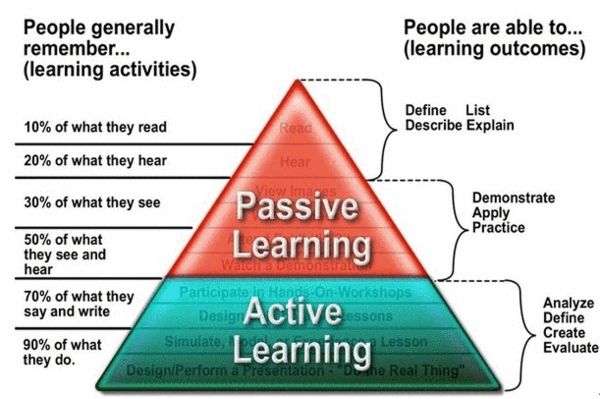 People generally
remember...
(learning activities)
People are able to...
(learning outcomes)
10% of what they read
20% of what they hear
30% of what they see
50% of what
they see and
hear
70% of what they
say and write
90% of what
they do.
Read
Hear
View Images
Passive
Learning
Watch a Demonstration
Participate in Hands-On-Workshops
Active
Design Lessons
Learning
Simulate, Model, Lesson
Design/Perform a Presentation - "Do the Real Thing"
Define List
Describe Explain
Demonstrate
Apply
Practice
Analyze
Define
Create
Evaluate